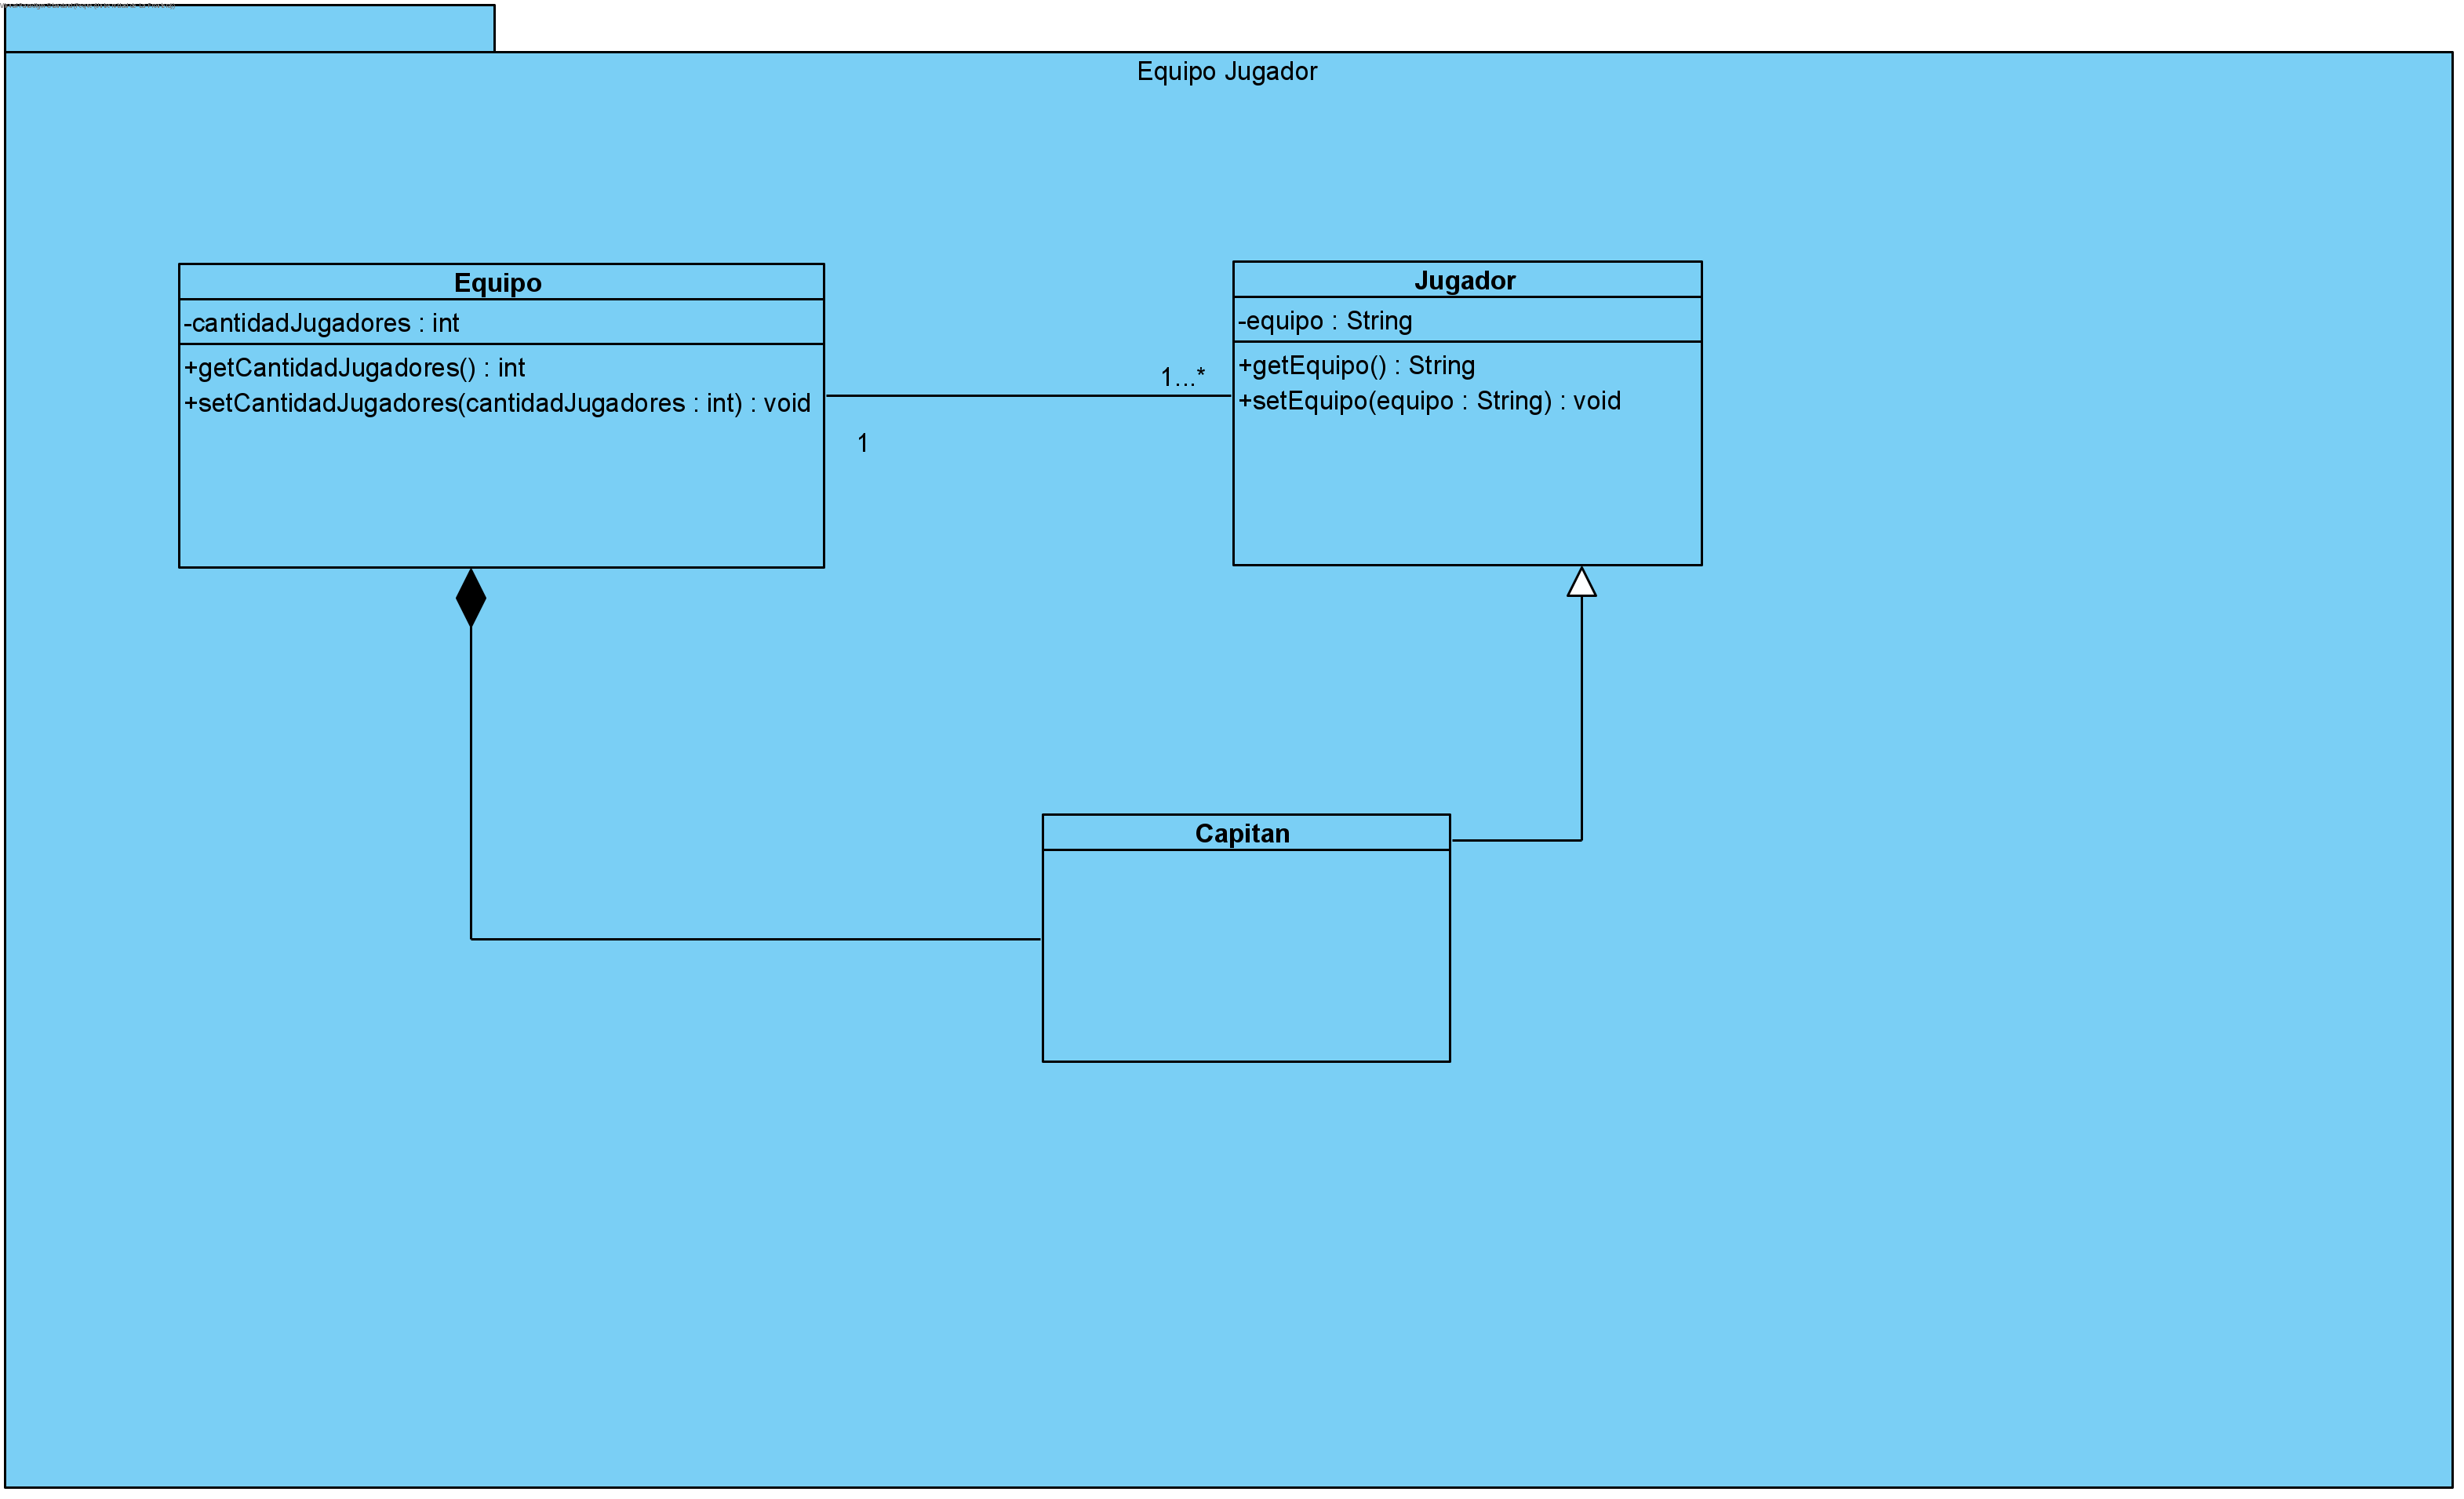 Equipo Jugador
Equipo
-cantidadJugadores : int
+getCantidadJugadores() : int
+setCantidadJugadores(cantidadJugadores : int) : void
1
1...*
Jugador
-equipo : String
+getEquipo() : String
+setEquipo(equipo : String) : void
Capitan